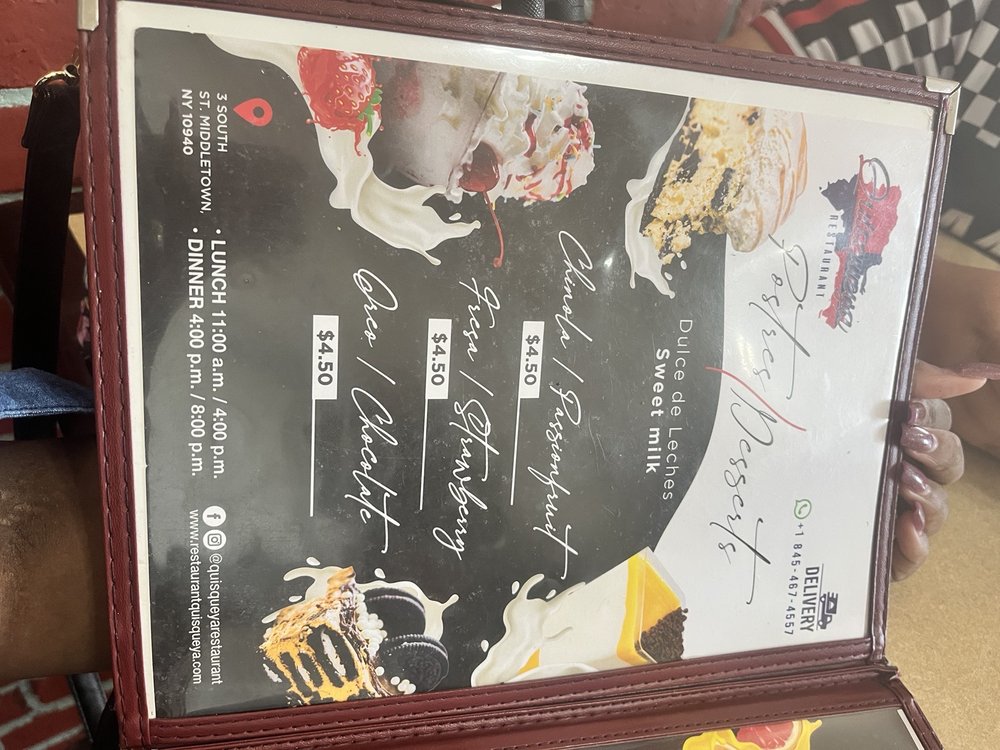 Quisqueya
RESTAURANT
DELIVERY
+1 845-467-4557
Postres / Desserts
Dulce de Leches
Sweet milk
Chinola / Passionfruit
$4.50
Fresa / Strawberry
$4.50
Oreo / Chocolate
$4.50
3 SOUTH
ST. MIDDLETOWN,
NY 10940
• LUNCH 11:00 a.m. / 4:00 p.m.
• DINNER 4:00 p.m. / 8:00 p.m.
@quisqueyarestaurant
www.restaurantquisqueya.com